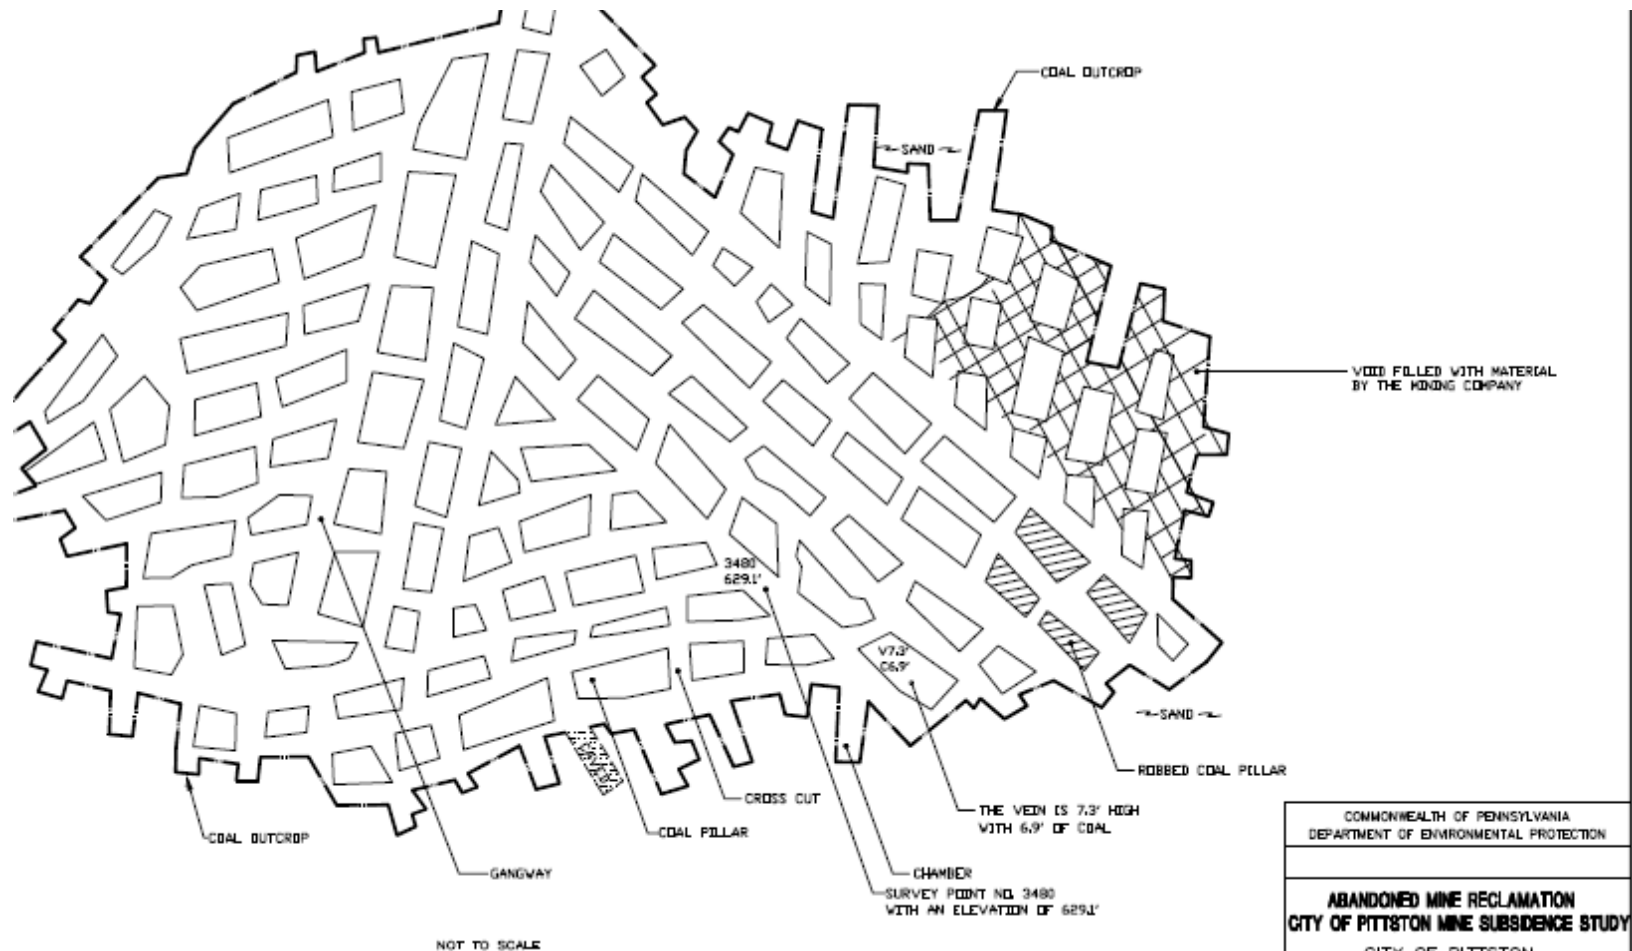 COAL OUTCROP
SAND
VOID FILLED WITH MATERIAL
BY THE MINING COMPANY
3480
629.1'
V7.3'
C6.9'
SAND
ROBBED COAL PILLAR
CROSS CUT
THE VEIN IS 7.3' HIGH
WITH 6.9' OF COAL
COAL PILLAR
COAL OUTCROP
GANGWAY
CHAMBER
SURVEY POINT NO. 3480
WITH AN ELEVATION OF 629.1'
NOT TO SCALE
COMMONWEALTH OF PENNSYLVANIA
DEPARTMENT OF ENVIRONMENTAL PROTECTION
ABANDONED MINE RECLAMATION
CITY OF PITTSTON MINE SUBSIDENCE STUDY
CITY OF PITTSTON